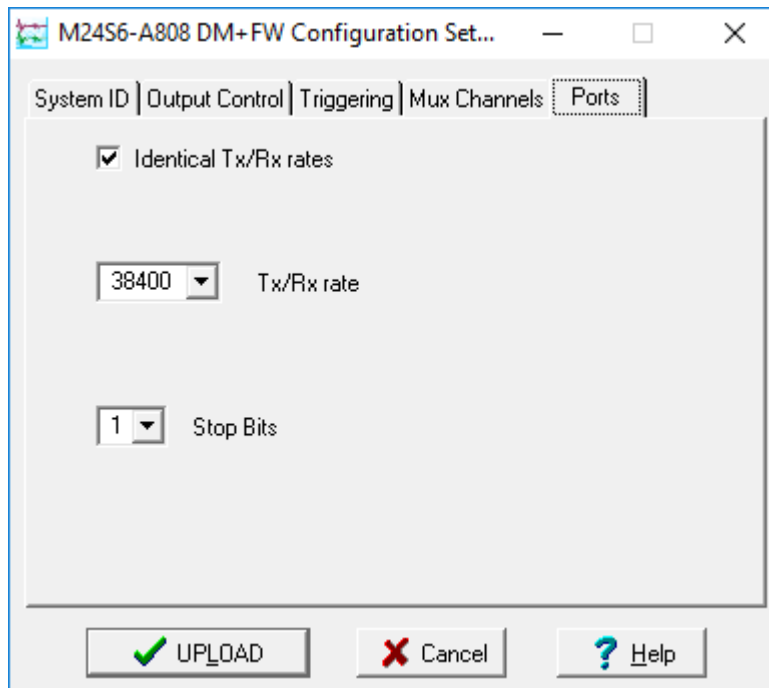 M24S6-A808 DM+FW Configuration Set...
System ID Output Control Triggering Mux Channels Ports
Identical Tx/Rx rates
38400 Tx/Rx rate
1 Stop Bits
UPLOAD Cancel Help